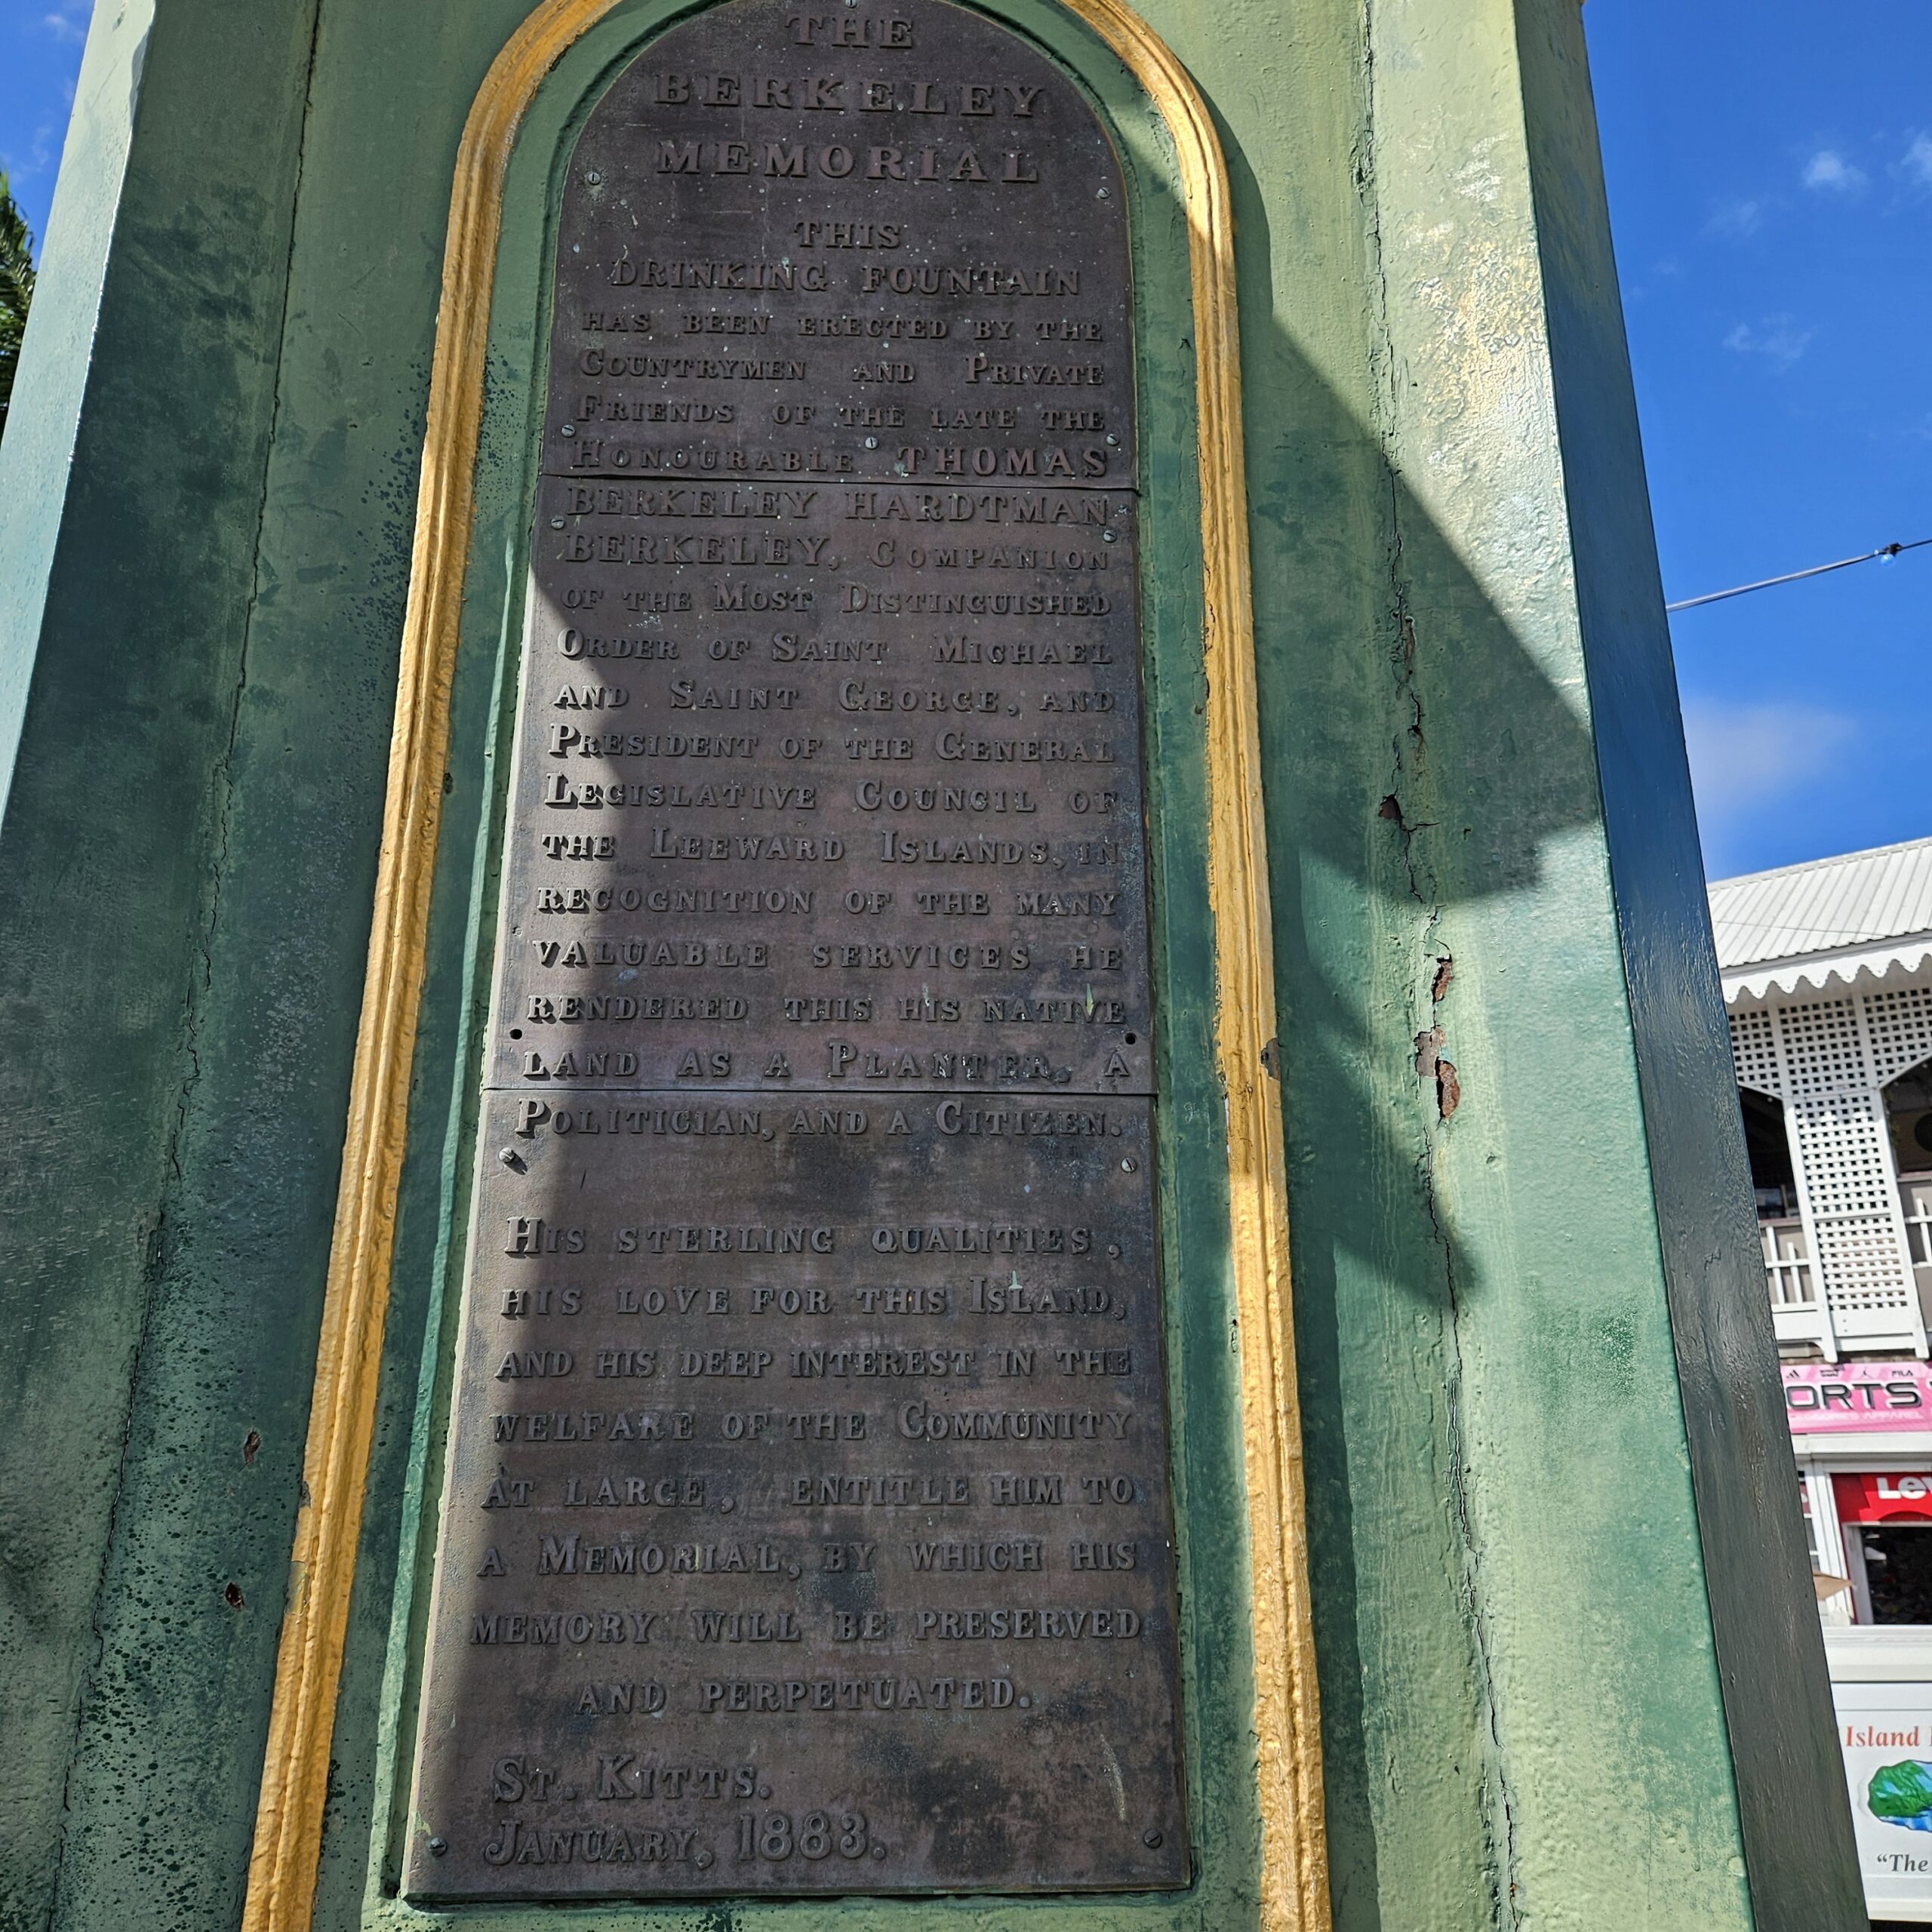 THE
BERKELEY
MEMORIAL
THIS
DRINKING FOUNTAIN
HAS BEEN ERECTED BY THE
COUNTRYMEN AND PRIVATE
FRIENDS OF THE LATE THE
HONOURABLE THOMAS
BERKELEY HARDTMAN
BERKELEY, COMPANION
OF THE MOST DISTINGUISHED
ORDER OF SAINT MICHAEL
AND SAINT GEORGE, AND
PRESIDENT OF THE GENERAL
LEGISLATIVE COUNCIL OF
THE LEEWARD ISLANDS, IN
RECOGNITION OF THE MANY
VALUABLE SERVICES HE
RENDERED THIS HIS NATIVE
LAND AS A PLANTER, A
POLITICIAN, AND A CITIZEN.
HIS STERLING QUALITIES,
HIS LOVE FOR THIS ISLAND,
AND HIS DEEP INTEREST IN THE
WELFARE OF THE COMMUNITY
AT LARGE, ENTITLE HIM TO
A MEMORIAL, BY WHICH HIS
MEMORY WILL BE PRESERVED
AND PERPETUATED.
ST. KITTS.
JANUARY, 1883.
FILA
ORTS
APPAREL
Lev
Island
"The